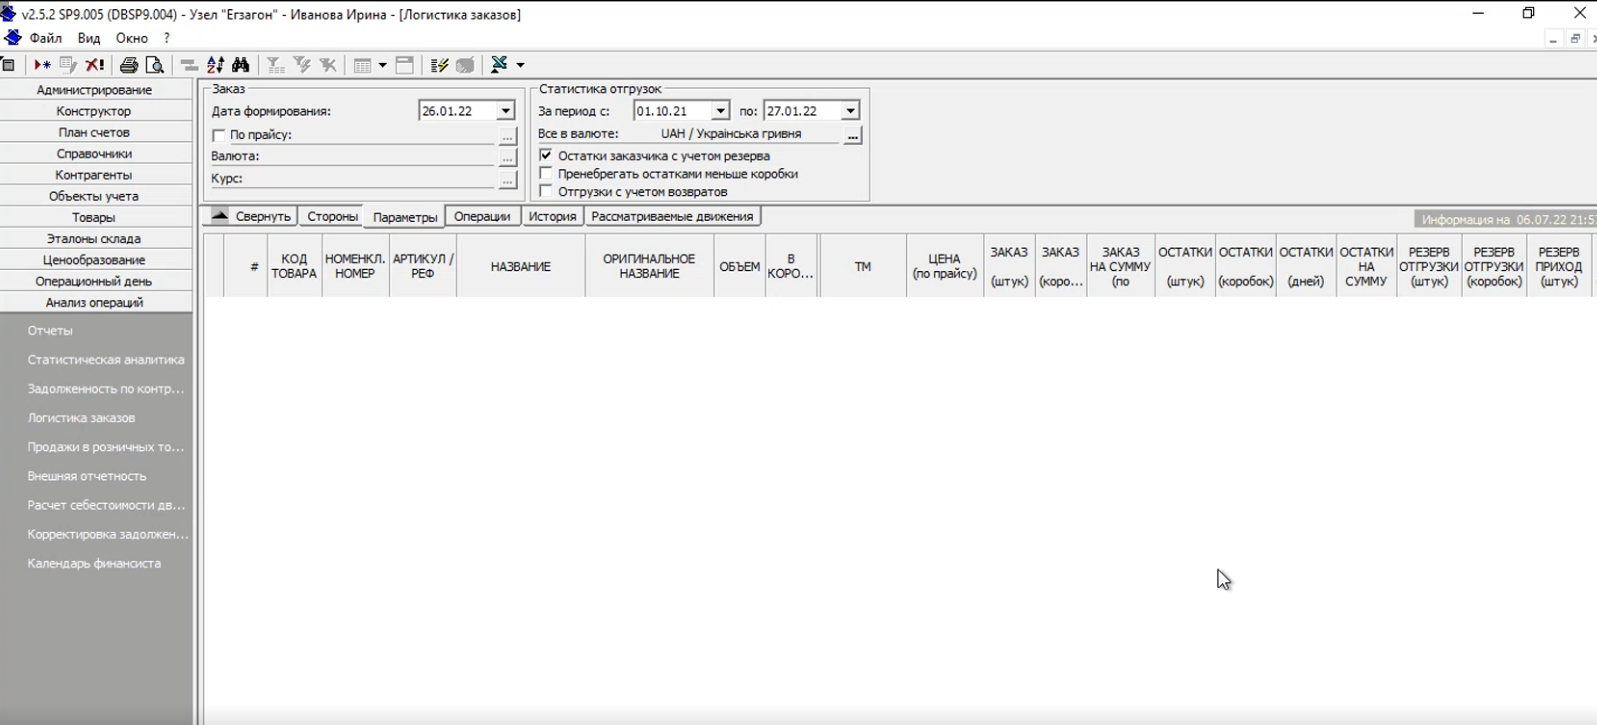 v2.5.2 SP9.005 (DBSP9.004) - Узел "Егзагон" - Иванова Ирина - [Логистика заказов]
Файл Вид Окно ?
Администрирование
Конструктор
План счетов
Справочники
Контрагенты
Объекты учета
Товары
Эталоны склада
Ценообразование
Операционный день
Анализ операций
Отчеты
Статистическая аналитика
Задолженность по контр...
Логистика заказов
Продажи в розничных то...
Внешняя отчетность
Расчет себестоимости дв...
Корректировка задолжен...
Календарь финансиста
Заказ
Дата формирования: 26.01.22
По прайсу: ...
Валюта: ...
Курс: ...
Статистика отгрузок
За период с: 01.10.21 по: 27.01.22
Все в валюте: UAH / Українська гривня ...
Остатки заказчика с учетом резерва
Пренебрегать остатками меньше коробки
Отгрузки с учетом возвратов
Свернуть Стороны Параметры Операции История Рассматриваемые движения
Информация на 06.07.22 21:5
#
КОД ТОВАРА
НОМЕНКЛ. НОМЕР
АРТИКУЛ / РЕФ
НАЗВАНИЕ
ОРИГИНАЛЬНОЕ НАЗВАНИЕ
ОБЪЕМ
В КОРО...
ТМ
ЦЕНА (по прайсу)
ЗАКАЗ (штук)
ЗАКАЗ (коро...
ЗАКАЗ НА СУММУ (по
ОСТАТКИ (штук)
ОСТАТКИ (коробок)
ОСТАТКИ (дней)
ОСТАТКИ НА СУММУ
РЕЗЕРВ ОТГРУЗКИ (штук)
РЕЗЕРВ ОТГРУЗКИ (коробок)
РЕЗЕРВ ПРИХОД (штук)